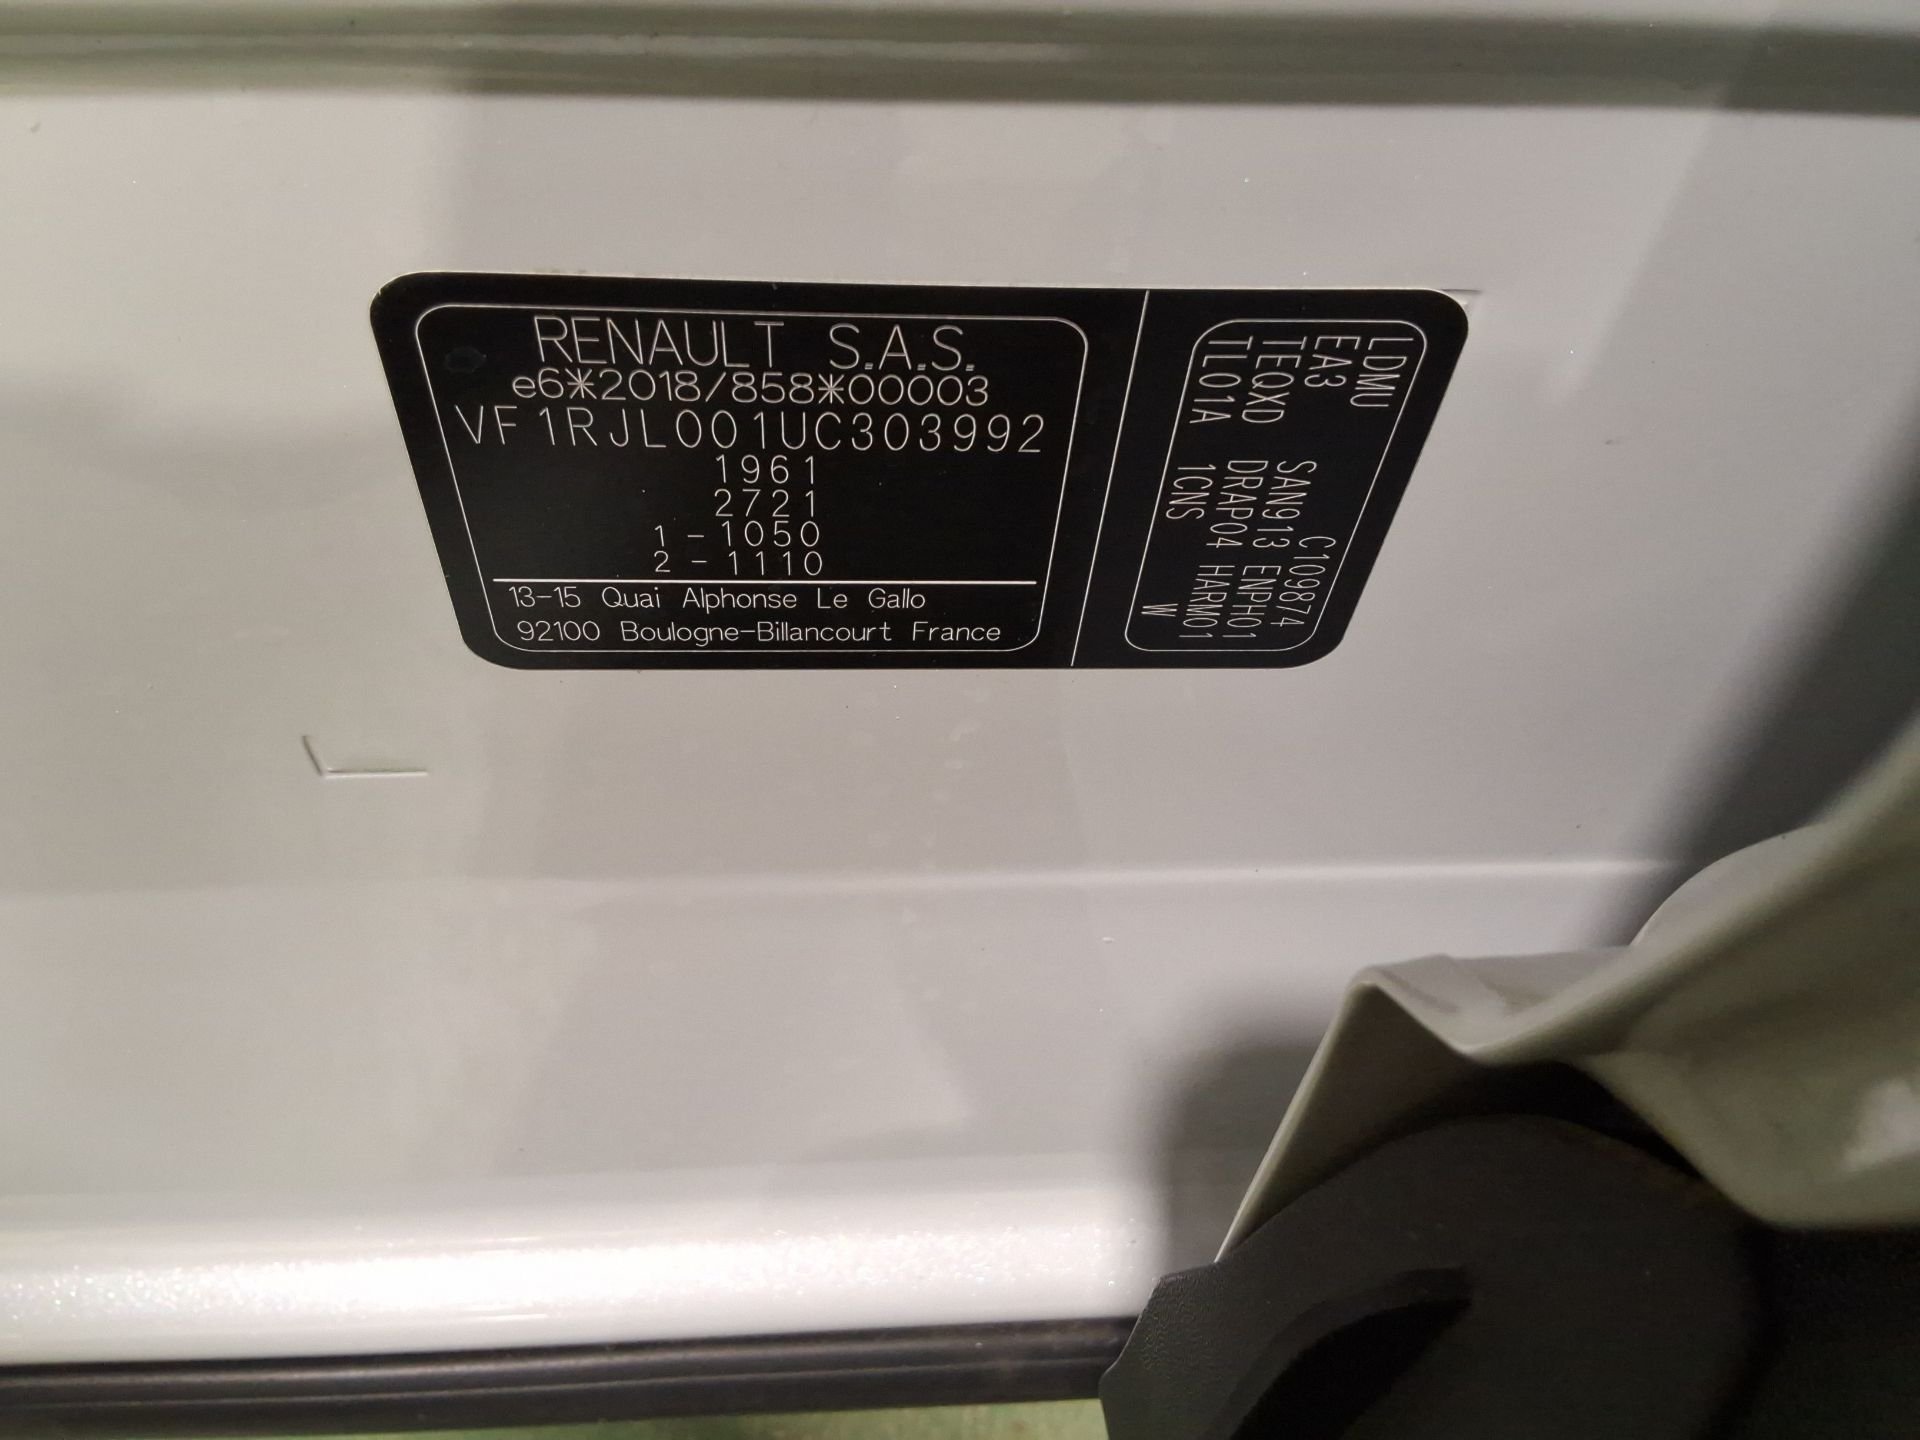 RENAULT S.A.S.
e6*2018/858*00003
VF1RJL001UC303992
1961
2721
1 - 1050
2 - 1110
13-15 Quai Alphonse Le Gallo
92100 Boulogne-Billancourt France
LDMU C109874
EA3 SAN913 ENPH01
TEQXD DRAP04 HARM01
TL01A 1CNS W